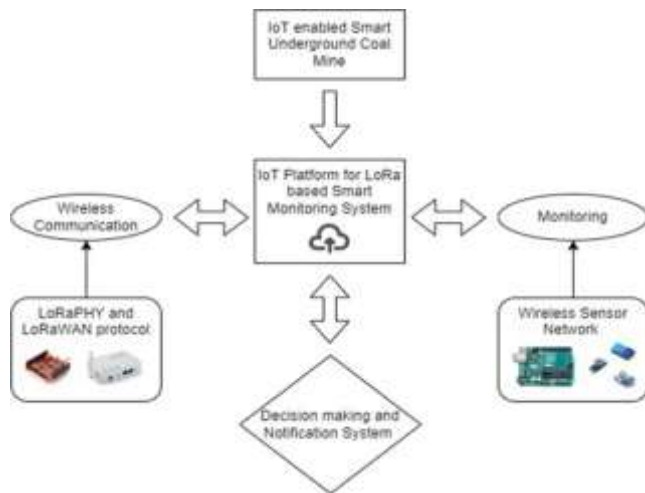 IoT enabled Smart
Underground Coal
Mine
IoT Platform for LoRa
based Smart
Monitoring System
Wireless
Communication
Monitoring
LoRaPHY and
LoRaWAN protocol
Wireless Sensor
Network
Decision making and
Notification System